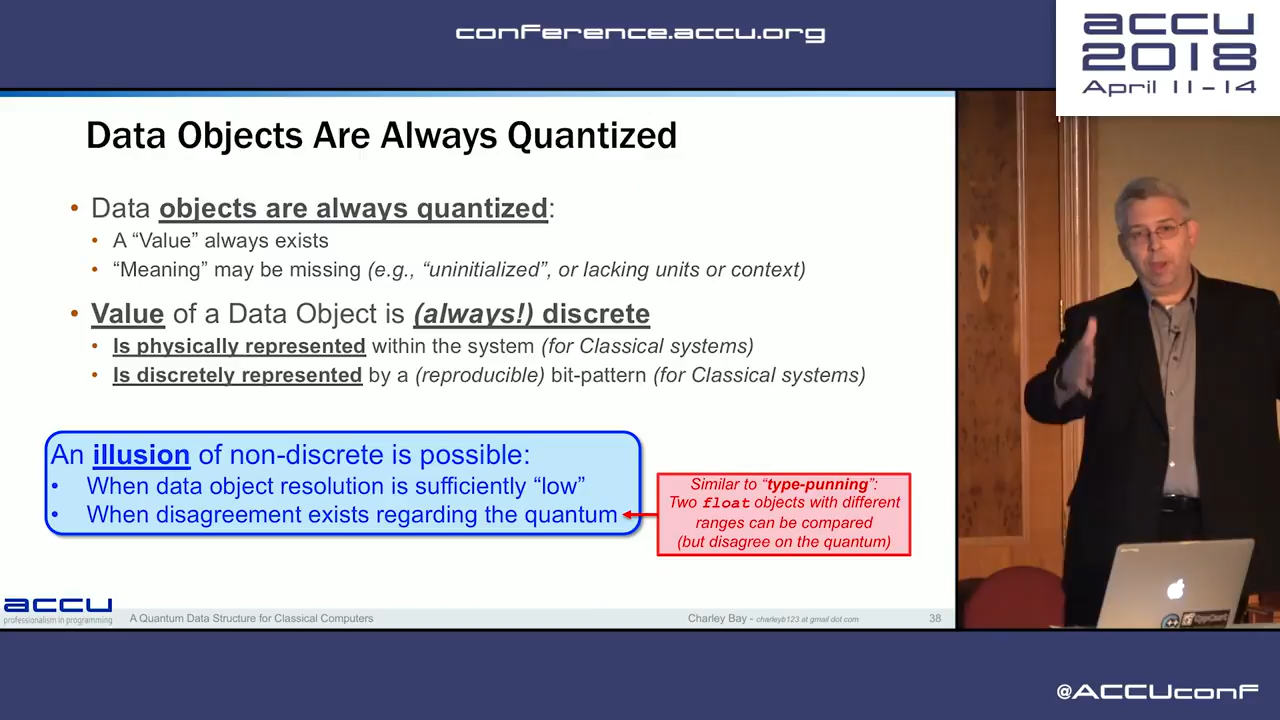 conference.accu.org
accu
2018
April 11-14
Data Objects Are Always Quantized
• Data objects are always quantized:
• A “Value” always exists
• “Meaning” may be missing (e.g., “uninitialized”, or lacking units or context)
• Value of a Data Object is (always!) discrete
• Is physically represented within the system (for Classical systems)
• Is discretely represented by a (reproducible) bit-pattern (for Classical systems)
An illusion of non-discrete is possible:
• When data object resolution is sufficiently “low”
• When disagreement exists regarding the quantum
Similar to “type-punning”:
Two float objects with different
ranges can be compared
(but disagree on the quantum)
accu
professionalism in programming
A Quantum Data Structure for Classical Computers
Charley Bay - charleyb123 at gmail dot com
38
@ACCUconf